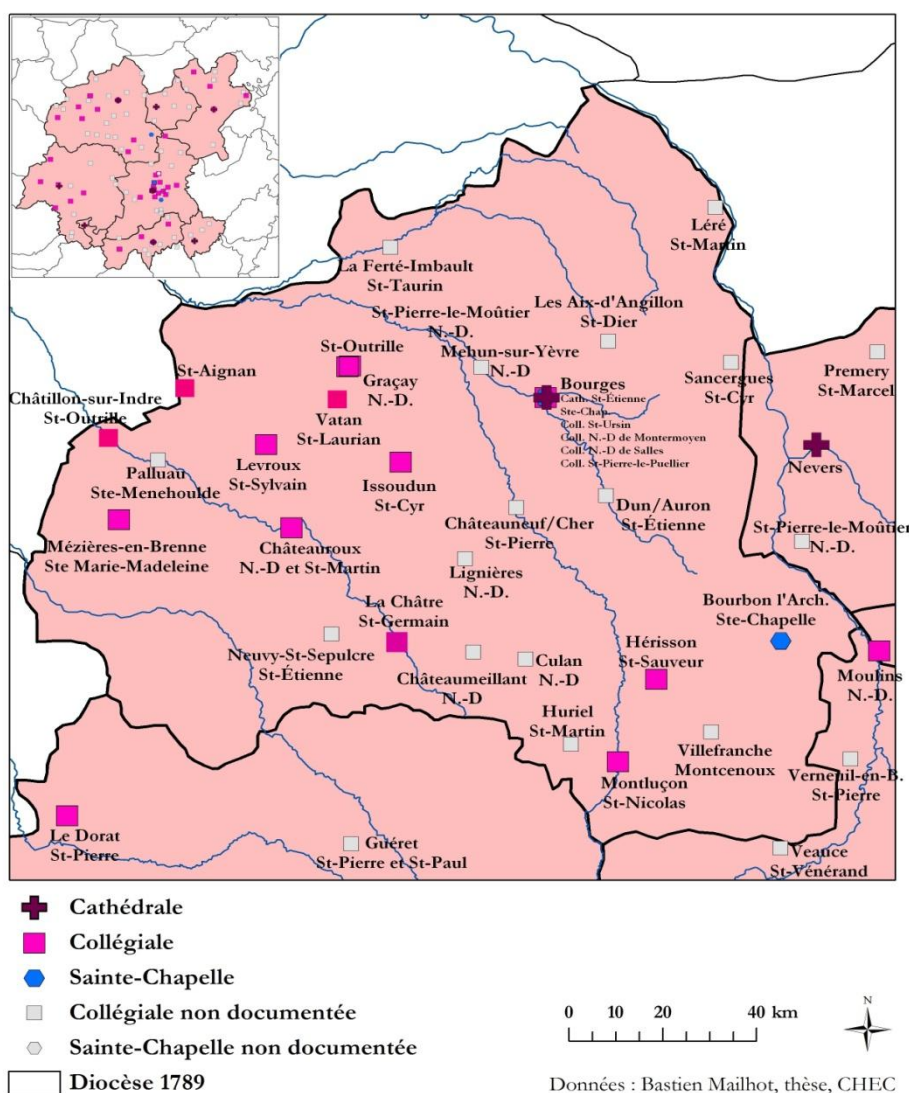 Léré
St-Martin
La Ferté-Imbault
St-Taurin
Les Aix-d'Angillon
St-Dier
St-Pierre-le-Moûtier
N.-D.
Mehun-sur-Yèvre
N.-D
St-Outrille
Graçay
N.-D.
St-Aignan
Bourges
Cath. St-Étienne
Ste-Chap.
Coll. St-Ursin
Coll. N.-D de Montermoyen
Coll. N.-D de Salles
Coll. St-Pierre-le-Puellier
Sancergues
St-Cyr
Premery
St-Marcel
Châtillon-sur-Indre
St-Outrille
Vatan
St-Laurian
Levroux
St-Sylvain
Issoudun
St-Cyr
Palluau
Ste-Menehoulde
Nevers
Dun/Auron
St-Étienne
Châteauneuf/Cher
St-Pierre
St-Pierre-le-Moûtier
N.-D.
Mézières-en-Brenne
Ste Marie-Madeleine
Châteauroux
N.-D et St-Martin
Lignières
N.-D.
La Châtre
St-Germain
Bourbon l'Arch.
Ste-Chapelle
Neuvy-St-Sepulcre
St-Étienne
Châteaumeillant
N.-D
Culan
N.-D
Hérisson
St-Sauveur
Moulins
N.-D.
Huriel
St-Martin
Villefranche
Montcenoux
Montluçon
St-Nicolas
Verneuil-en-B.
St-Pierre
Le Dorat
St-Pierre
Guéret
St-Pierre et St-Paul
Veauce
St-Vénérand
Cathédrale
Collégiale
Sainte-Chapelle
Collégiale non documentée
Sainte-Chapelle non documentée
Diocèse 1789
0 10 20 40 km
N
Données : Bastien Mailhot, thèse, CHEC